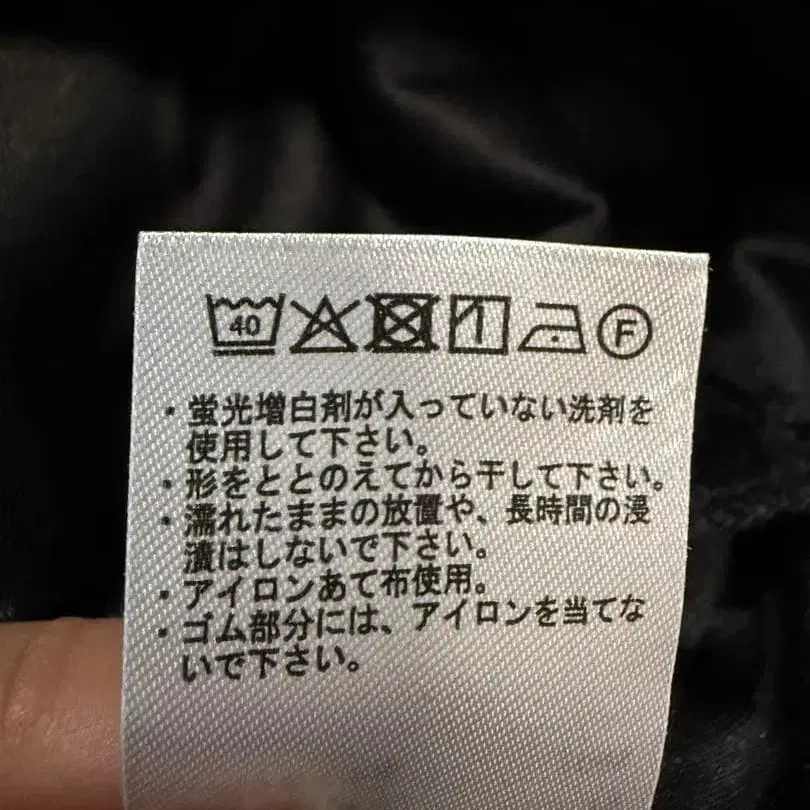 40 F
・蛍光増白剤が入っていない洗剤を
使用して下さい。
・形をととのえてから干して下さい。
・濡れたままの放置や、長時間の浸
漬はしないで下さい。
・アイロンあて布使用。
・ゴム部分には、アイロンを当てな
いで下さい。